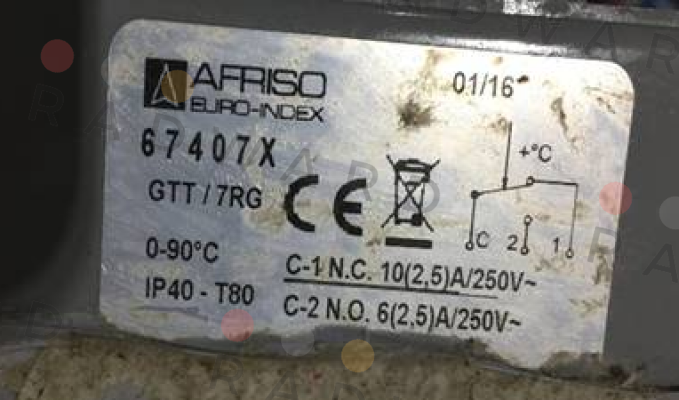 AFRISO
EURO-INDEX
01/16
67407X
GTT / 7RG
CE
+°C
C 2 1
0-90°C
IP40 - T80
C-1 N.C. 10(2,5)A/250V~
C-2 N.O. 6(2,5)A/250V~